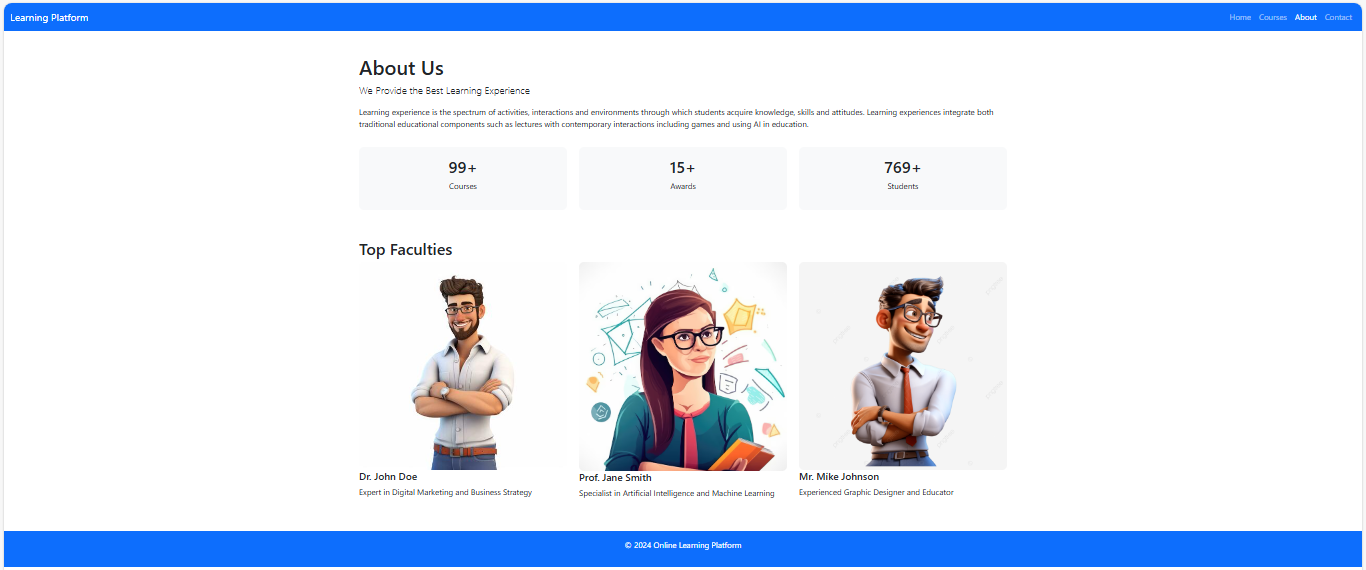 Learning Platform
Home Courses About Contact
About Us
We Provide the Best Learning Experience
Learning experience is the spectrum of activities, interactions and environments through which students acquire knowledge, skills and attitudes. Learning experiences integrate both
traditional educational components such as lectures with contemporary interactions including games and using AI in education.
99+
Courses
15+
Awards
769+
Students
Top Faculties
Dr. John Doe
Expert in Digital Marketing and Business Strategy
Prof. Jane Smith
Specialist in Artificial Intelligence and Machine Learning
Mr. Mike Johnson
Experienced Graphic Designer and Educator
© 2024 Online Learning Platform